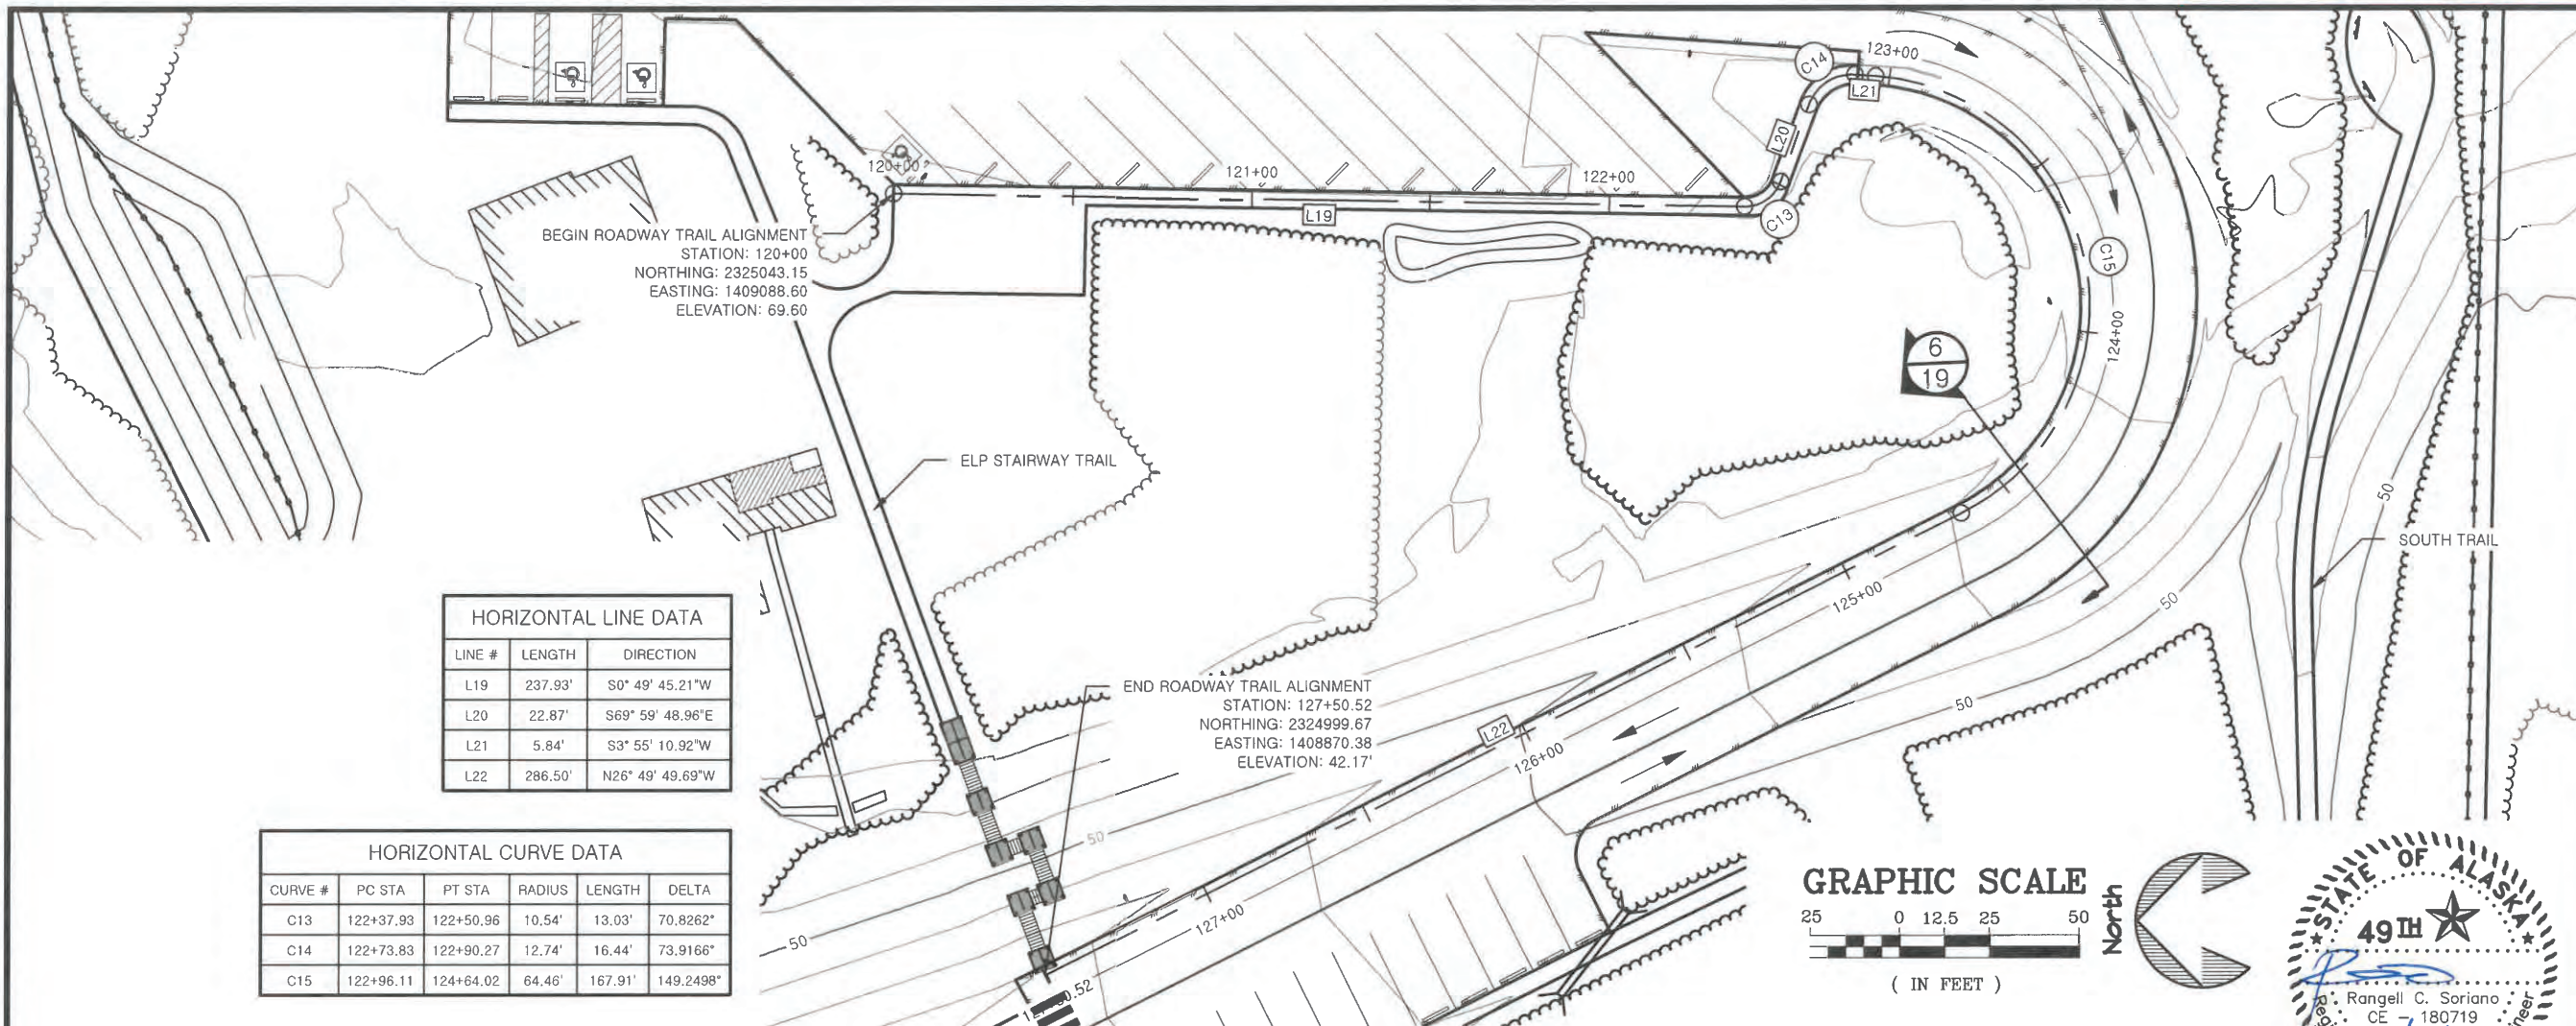 120+00
121+00
122+00
C14
123+00
L21
L20
L19
C13
C15
124+00
BEGIN ROADWAY TRAIL ALIGNMENT
STATION: 120+00
NORTHING: 2325043.15
EASTING: 1409088.60
ELEVATION: 69.60
6
19
ELP STAIRWAY TRAIL
50
SOUTH TRAIL
125+00
50
50
L22
126+00
127+00
END ROADWAY TRAIL ALIGNMENT
STATION: 127+50.52
NORTHING: 2324999.67
EASTING: 1408870.38
ELEVATION: 42.17'
50
50
HORIZONTAL LINE DATA
LINE # LENGTH DIRECTION
L19 237.93' S0° 49' 45.21"W
L20 22.87' S69° 59' 48.96"E
L21 5.84' S3° 55' 10.92"W
L22 286.50' N26° 49' 49.69"W
HORIZONTAL CURVE DATA
CURVE # PC STA PT STA RADIUS LENGTH DELTA
C13 122+37.93 122+50.96 10.54' 13.03' 70.8262°
C14 122+73.83 122+90.27 12.74' 16.44' 73.9166°
C15 122+96.11 124+64.02 64.46' 167.91' 149.2498°
GRAPHIC SCALE
25 0 12.5 25 50
( IN FEET )
North
STATE OF ALASKA
49TH
Rangell C. Soriano
CE - 180719